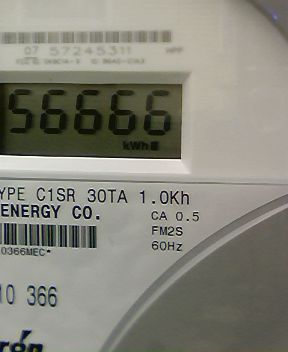 07 57245311
56666
kWh
YPE C1SR 30TA 1.0Kh
ENERGY CO.
CA 0.5
FM2S
60Hz
0366MEC*
10 366
rón